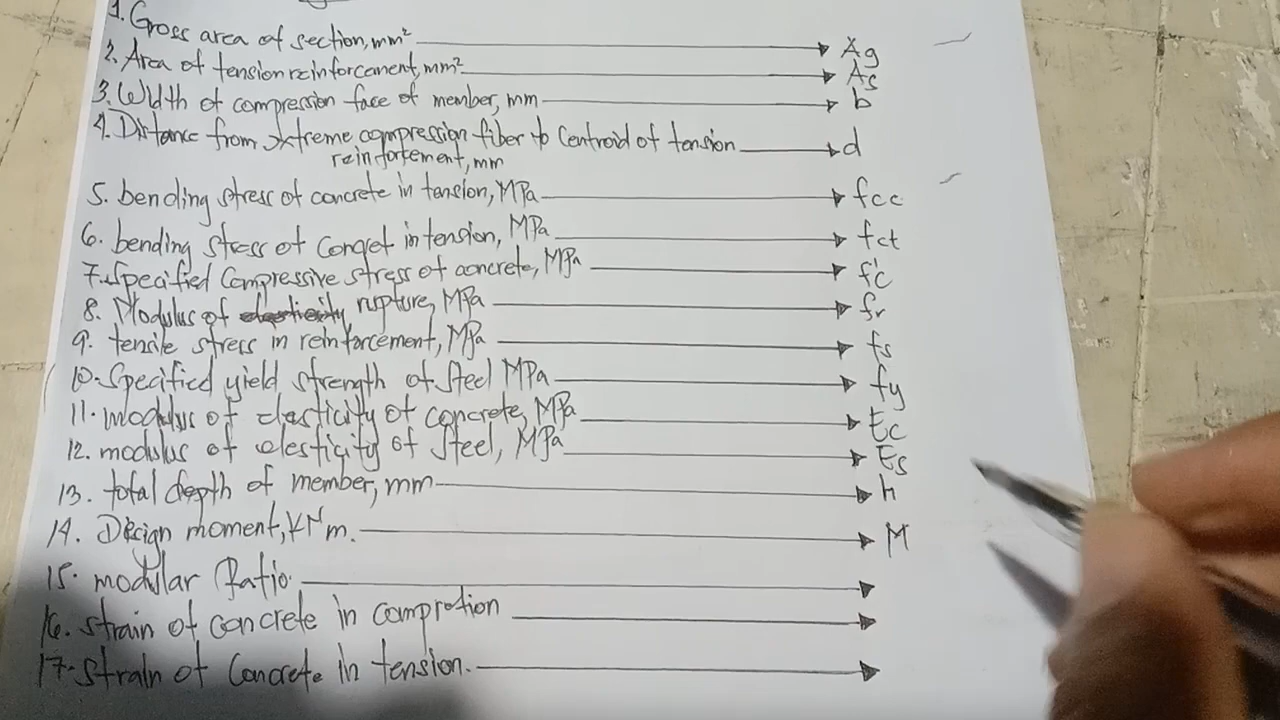 1. Gross area of section, mm² Ag
2. Area of tension reinforcement, mm² As
3. Width of compression face of member, mm b
4. Distance from extreme compression fiber to Centroid of tension d
reinforcement, mm
5. bending stress of concrete in tension, MPa fcc
6. bending stress of Concret in tension, MPa fct
7. Specified Compressive stress of concrete, MPa f'c
8. Modulus of rupture, MPa fr
9. tensile stress in reinforcement, MPa fs
10. Specified yield strength of Steel MPa fy
11. modulus of elasticity of concrete, MPa Ec
12. modulus of elesticity of Steel, MPa Es
13. total depth of member, mm h
14. Design moment, kNm. M
15. modular Ratio.
16. strain of concrete in comprotion
17. Strain of Concrete in tension.